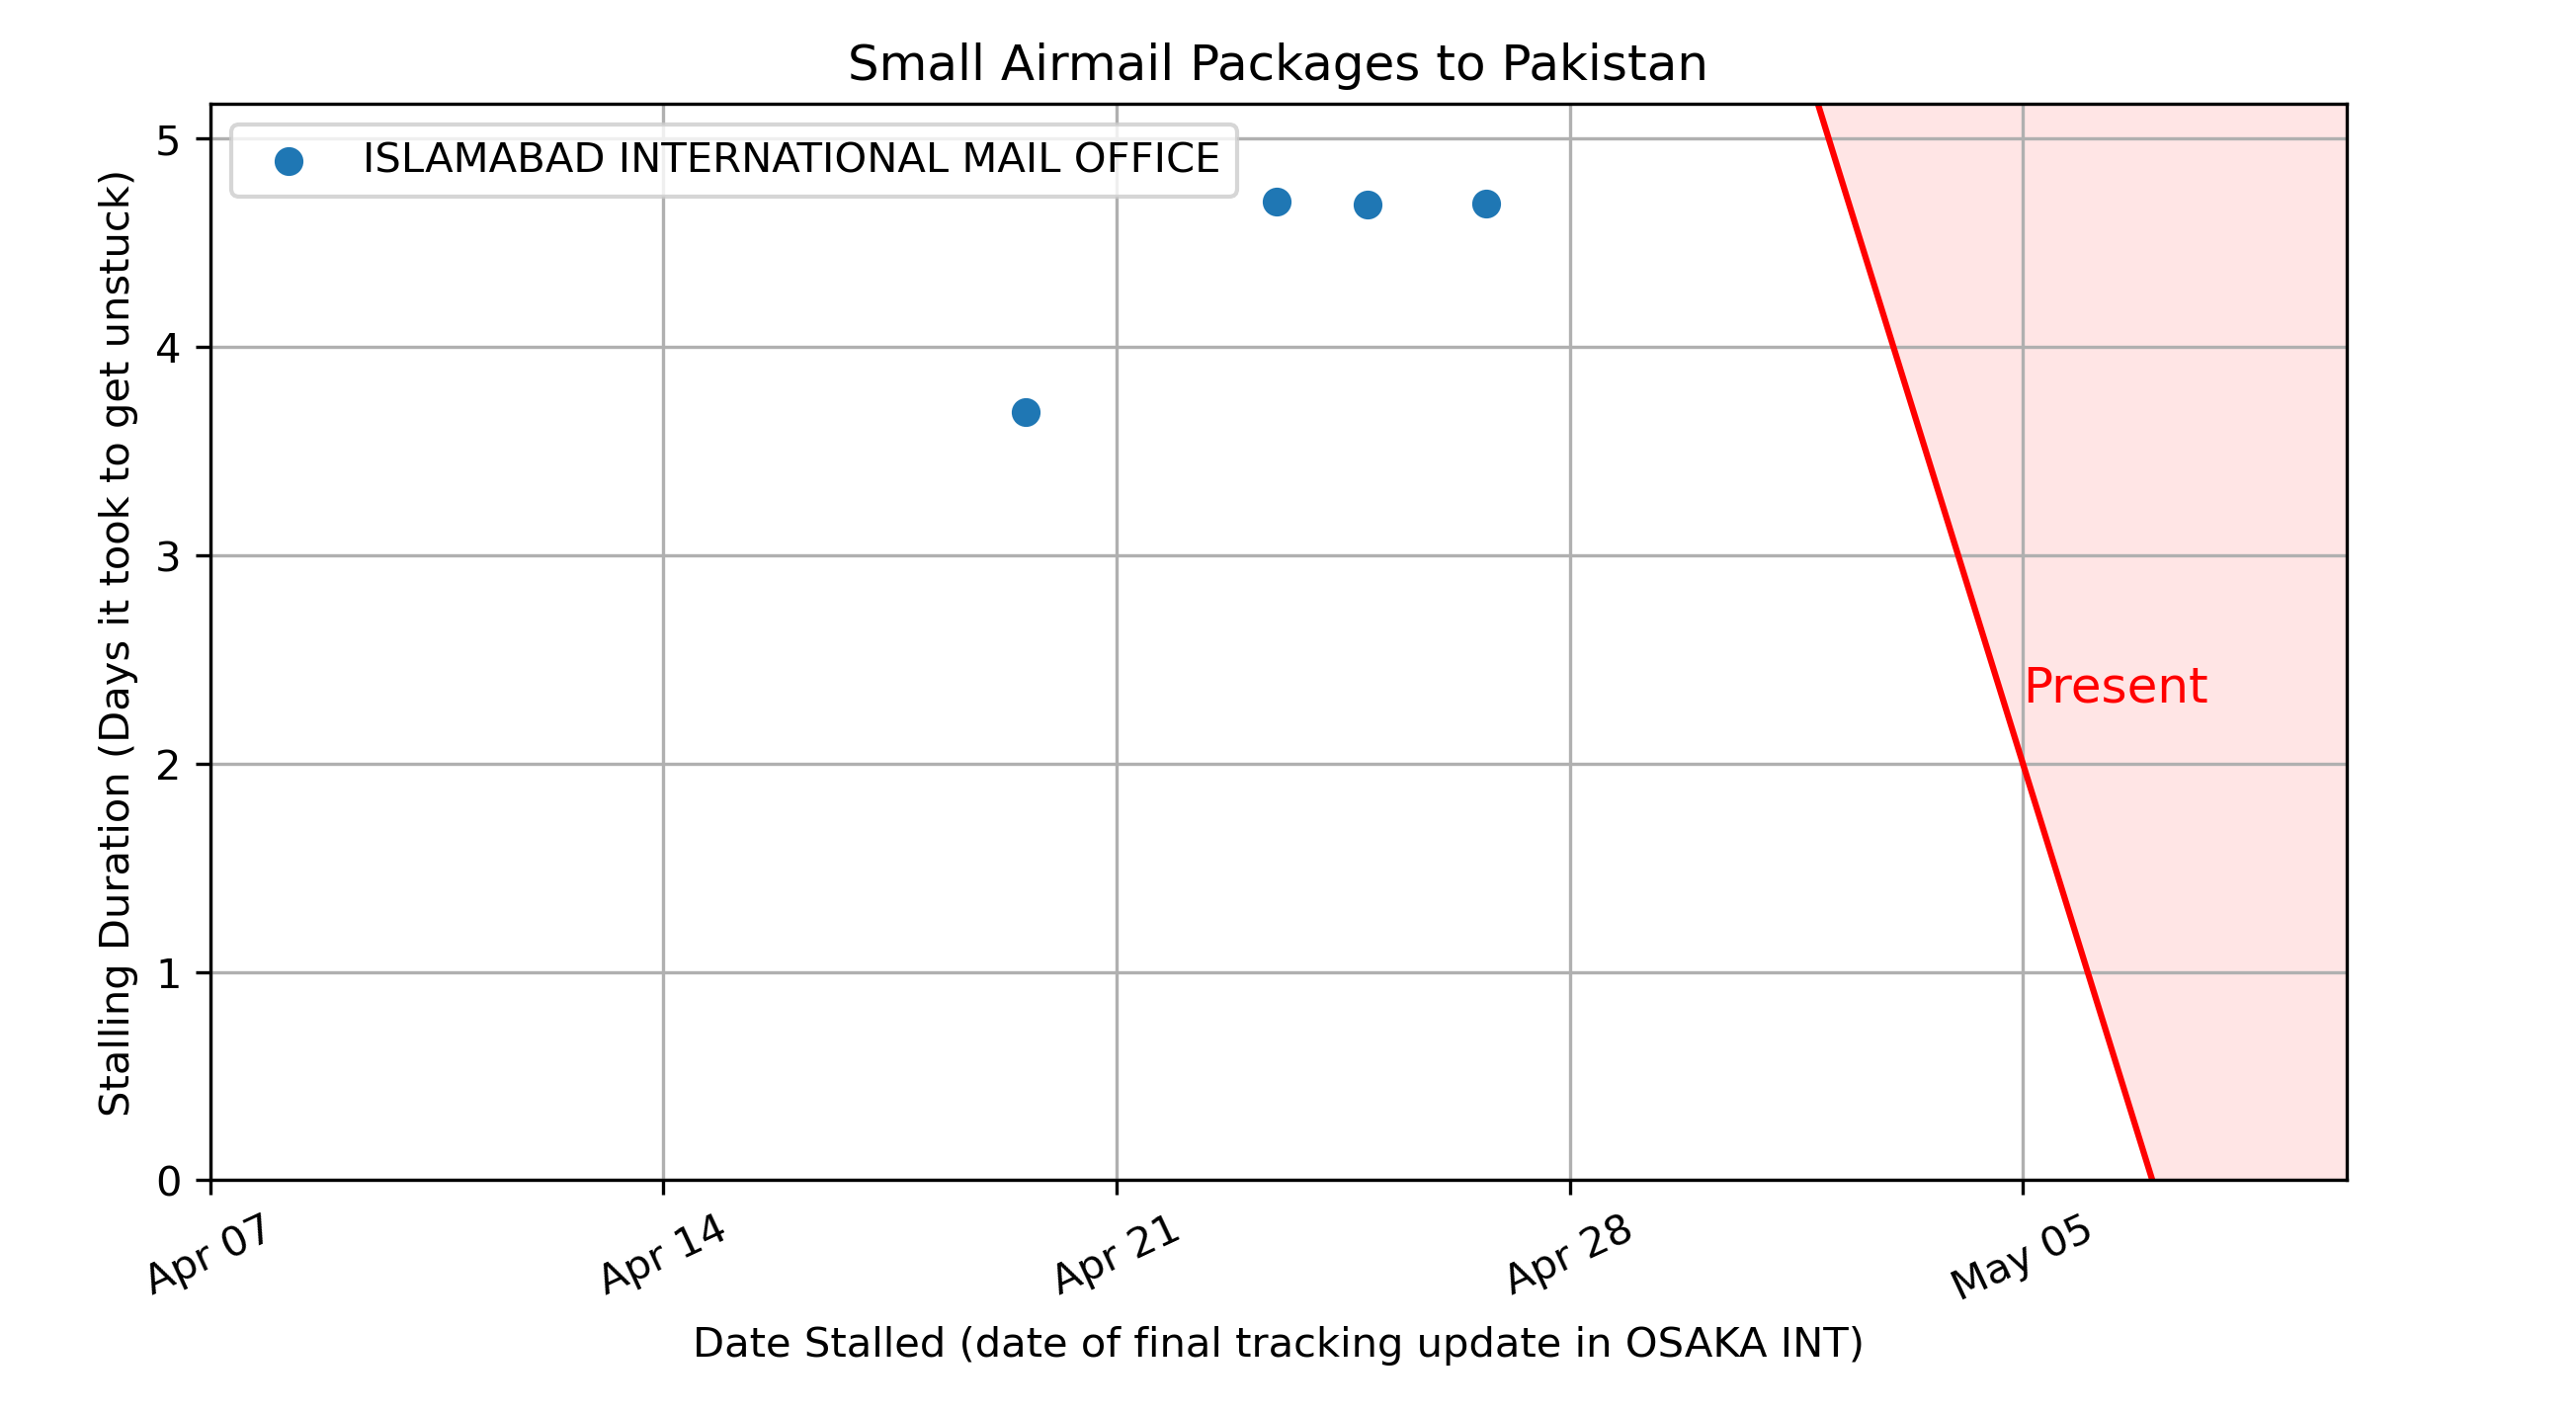 Small Airmail Packages to Pakistan
ISLAMABAD INTERNATIONAL MAIL OFFICE
Stalling Duration (Days it took to get unstuck)
5
4
3
2
1
0
Present
Apr 07
Apr 14
Apr 21
Apr 28
May 05
Date Stalled (date of final tracking update in OSAKA INT)